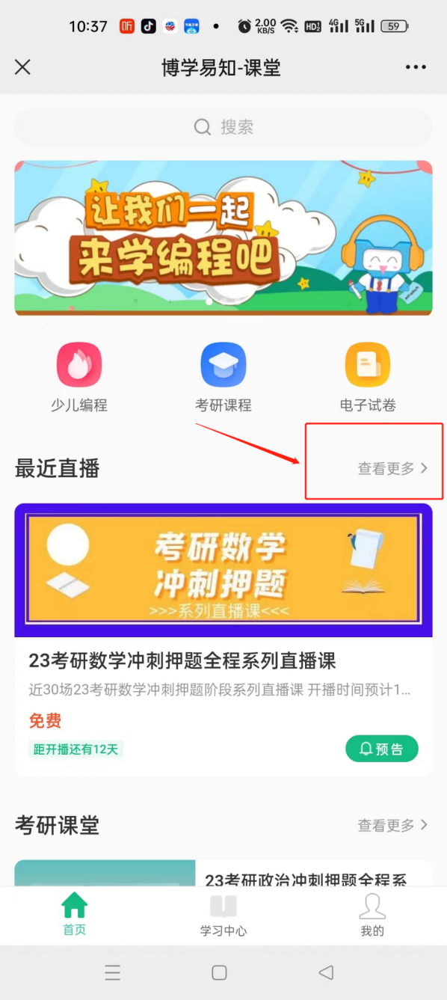 10:37
听
2.00
KB/S
HD
4G
5G
59
博学易知-课堂
搜索
让我们一起
来学编程吧
少儿编程
考研课程
电子试卷
最近直播
查看更多
考研数学
冲刺押题
>>>系列直播课<<<
23考研数学冲刺押题全程系列直播课
近30场23考研数学冲刺押题阶段系列直播课 开播时间预计1...
免费
距开播还有12天
预告
考研课堂
查看更多
23考研政治冲刺押题全程系
首页
学习中心
我的